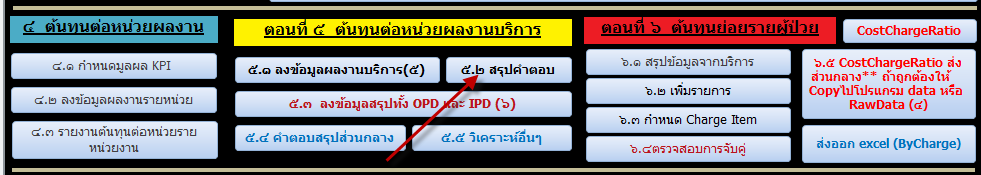 ๔ ต้นทุนต่อหน่วยผลงาน
๔.๑ กำหนดมูลผล KPI
๔.๒ ลงข้อมูลผลงานรายหน่วย
๔.๓ รายงานต้นทุนต่อหน่วยราย
หน่วยงาน
ตอนที่ ๕ ต้นทุนต่อหน่วยผลงานบริการ
๕.๑ ลงข้อมูลผลงานบริการ(๕)
๕.๒ สรุปคำตอบ
๕.๓ ลงข้อมูลสรุปทั้ง OPD และ IPD (๖)
๕.๔ คำตอบสรุปส่วนกลาง
๕.๕ วิเคราะห์อื่นๆ
ตอนที่ ๖ ต้นทุนย่อยรายผู้ป่วย
๖.๑ สรุปข้อมูลจากบริการ
๖.๒ เพิ่มรายการ
๖.๓ กำหนด Charge Item
๖.๔ตรวจสอบการจับคู่
CostChargeRatio
๖.๕ CostChargeRatio ส่ง
ส่วนกลาง** ถ้าถูกต้องให้
Copyไปโปรแกรม data หรือ
RawData (๔)
ส่งออก excel (ByCharge)